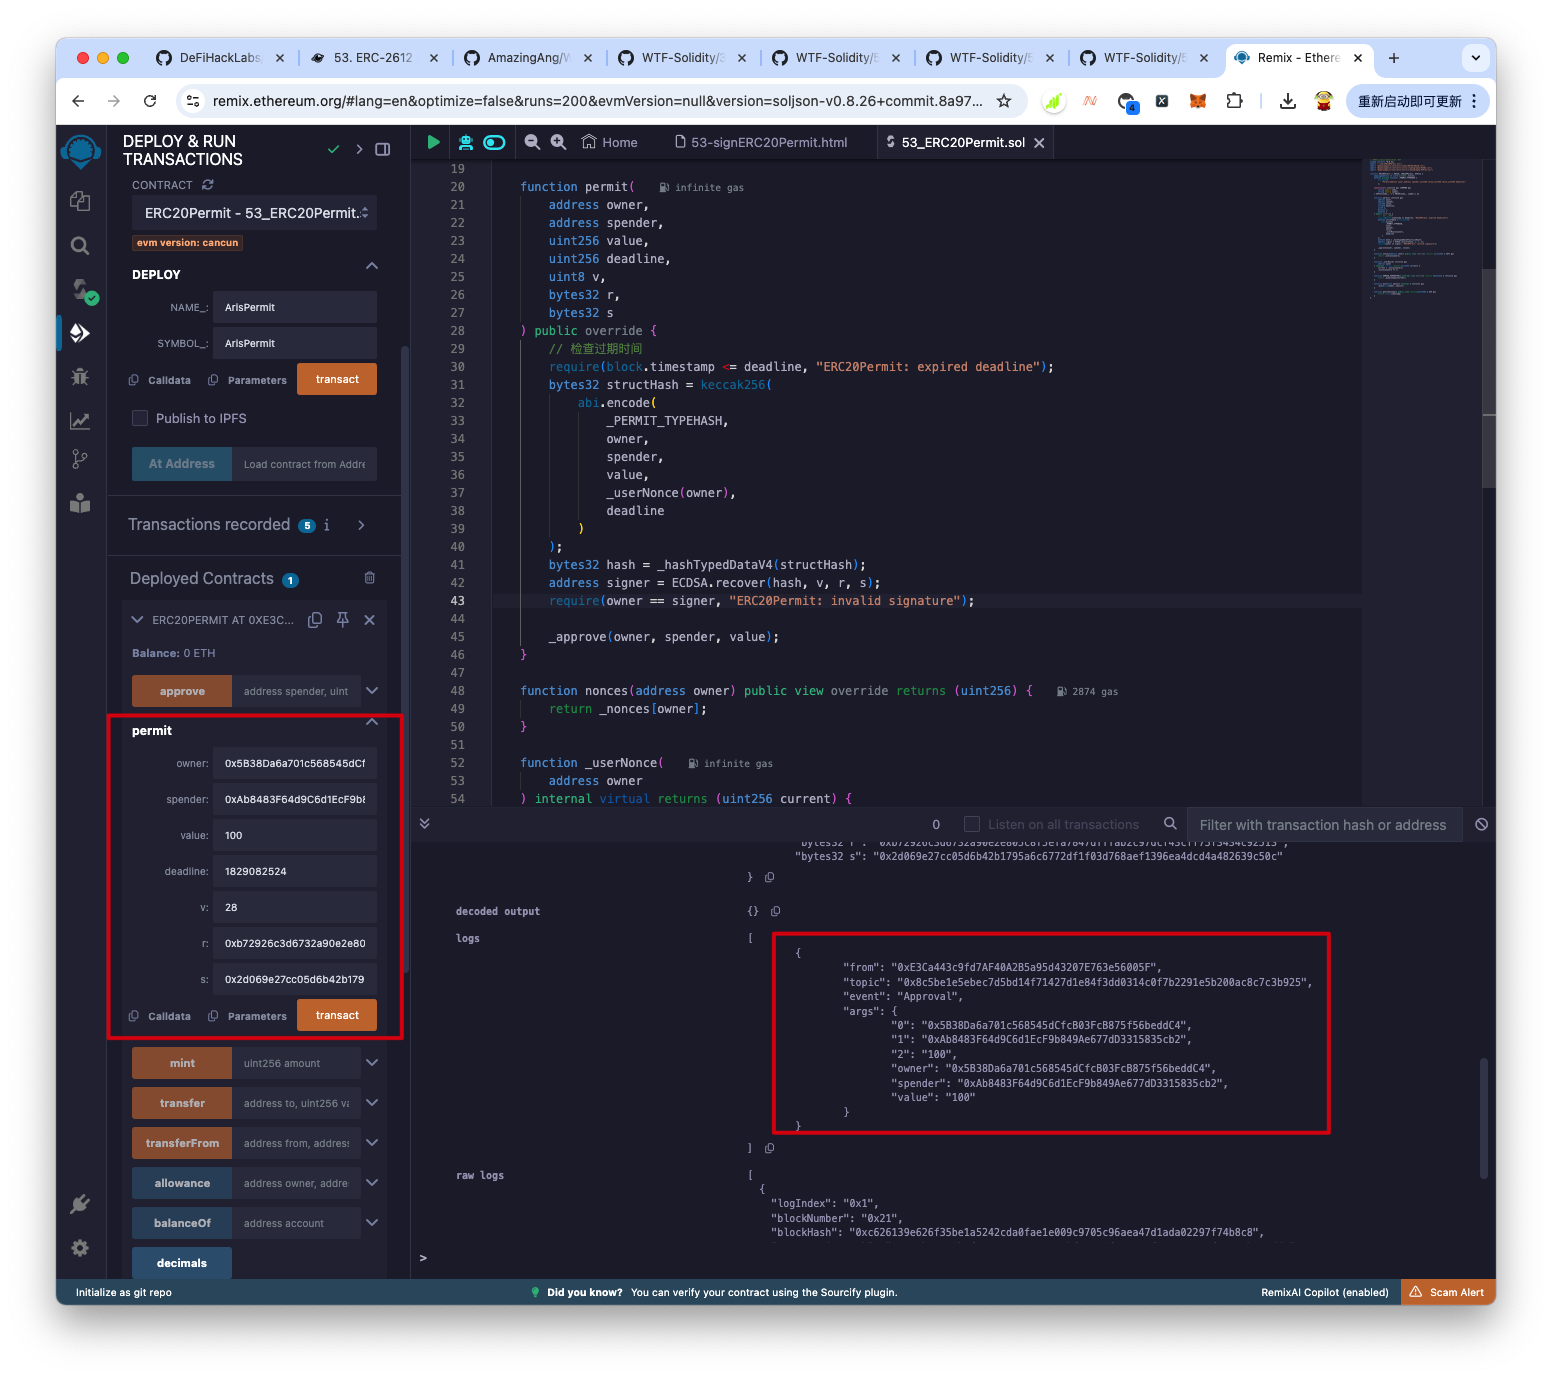 DeFiHackLabs
53. ERC-2612
AmazingAng/W
WTF-Solidity/3
WTF-Solidity/5
WTF-Solidity/5
WTF-Solidity/5
Remix - Ethere
remix.ethereum.org/#lang=en&optimize=false&runs=200&evmVersion=null&version=soljson-v0.8.26+commit.8a97...
4
重新启动即可更新
DEPLOY & RUN
TRANSACTIONS
CONTRACT
ERC20Permit - 53_ERC20Permit.
evm version: cancun
DEPLOY
NAME_: ArisPermit
SYMBOL_: ArisPermit
Calldata Parameters transact
Publish to IPFS
At Address Load contract from Addre
Transactions recorded 5 i
Deployed Contracts 1
ERC20PERMIT AT 0XE3C...
Balance: 0 ETH
approve address spender, uint
permit
owner: 0x5B38Da6a701c568545dCf
spender: 0xAb8483F64d9C6d1EcF9b8
value: 100
deadline: 1829082524
v: 28
r: 0xb72926c3d6732a90e2e80
s: 0x2d069e27cc05d6b42b179
Calldata Parameters transact
mint uint256 amount
transfer address to, uint256 va
transferFrom address from, address
allowance address owner, addre
balanceOf address account
decimals
Home 53-signERC20Permit.html 53_ERC20Permit.sol
19
20 function permit( infinite gas
21 address owner,
22 address spender,
23 uint256 value,
24 uint256 deadline,
25 uint8 v,
26 bytes32 r,
27 bytes32 s
28 ) public override {
29 // 检查过期时间
30 require(block.timestamp <= deadline, "ERC20Permit: expired deadline");
31 bytes32 structHash = keccak256(
32 abi.encode(
33 _PERMIT_TYPEHASH,
34 owner,
35 spender,
36 value,
37 _userNonce(owner),
38 deadline
39 )
40 );
41 bytes32 hash = _hashTypedDataV4(structHash);
42 address signer = ECDSA.recover(hash, v, r, s);
43 require(owner == signer, "ERC20Permit: invalid signature");
44
45 _approve(owner, spender, value);
46 }
47
48 function nonces(address owner) public view override returns (uint256) { 2874 gas
49 return _nonces[owner];
50 }
51
52 function _userNonce( infinite gas
53 address owner
54 ) internal virtual returns (uint256 current) {
0 Listen on all transactions Filter with transaction hash or address
"bytes32 s": "0x2d069e27cc05d6b42b1795a6c6772df1f03d768aef1396ea4dcd4a482639c50c"
}
decoded output {}
logs [
{
"from": "0xE3Ca443c9fd7AF40A2B5a95d43207E763e56005F",
"topic": "0x8c5be1e5ebec7d5bd14f71427d1e84f3dd0314c0f7b2291e5b200ac8c7c3b925",
"event": "Approval",
"args": {
"0": "0x5B38Da6a701c568545dCfcB03FcB875f56beddC4",
"1": "0xAb8483F64d9C6d1EcF9b849Ae677dD3315835cb2",
"2": "100",
"owner": "0x5B38Da6a701c568545dCfcB03FcB875f56beddC4",
"spender": "0xAb8483F64d9C6d1EcF9b849Ae677dD3315835cb2",
"value": "100"
}
}
]
raw logs [
{
"logIndex": "0x1",
"blockNumber": "0x21",
"blockHash": "0xc626139e626f35be1a5242cda0fae1e009c9705c96aea47d1ada02297f74b8c8",
>
Initialize as git repo
Did you know? You can verify your contract using the Sourcify plugin.
RemixAI Copilot (enabled)
Scam Alert